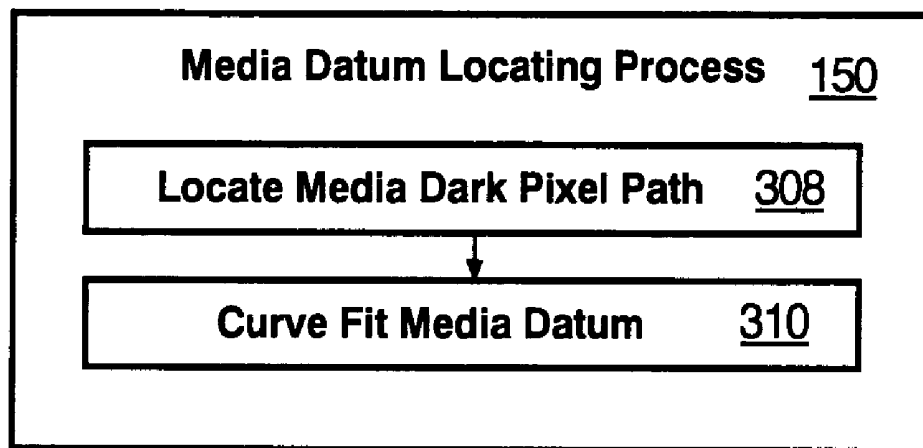 Media Datum Locating Process 150
Locate Media Dark Pixel Path 308
Curve Fit Media Datum 310